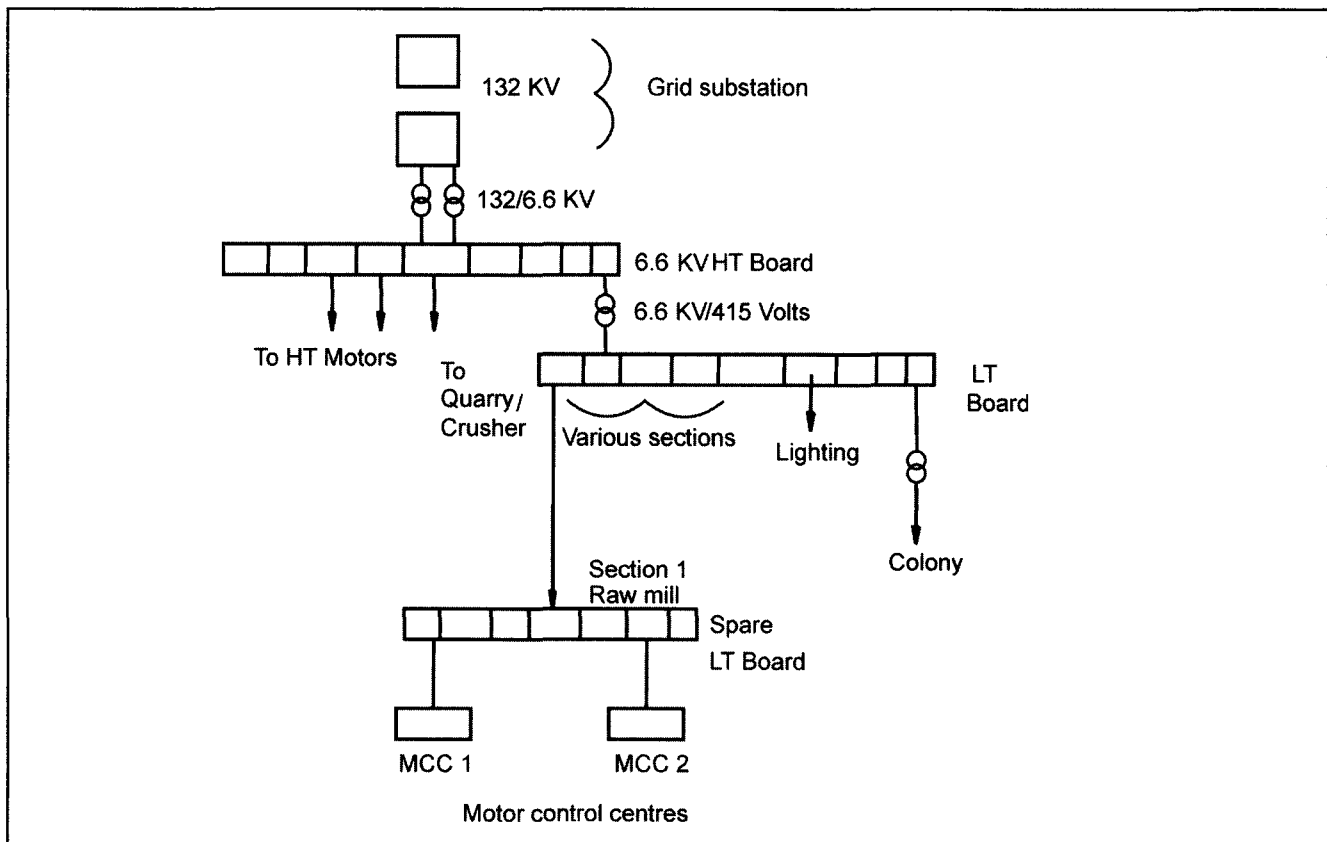 132 KV
Grid substation
132/6.6 KV
6.6 KV HT Board
6.6 KV/415 Volts
To HT Motors
To
Quarry/
Crusher
LT
Board
Various sections
Lighting
Colony
Section 1
Raw mill
Spare
LT Board
MCC 1
MCC 2
Motor control centres